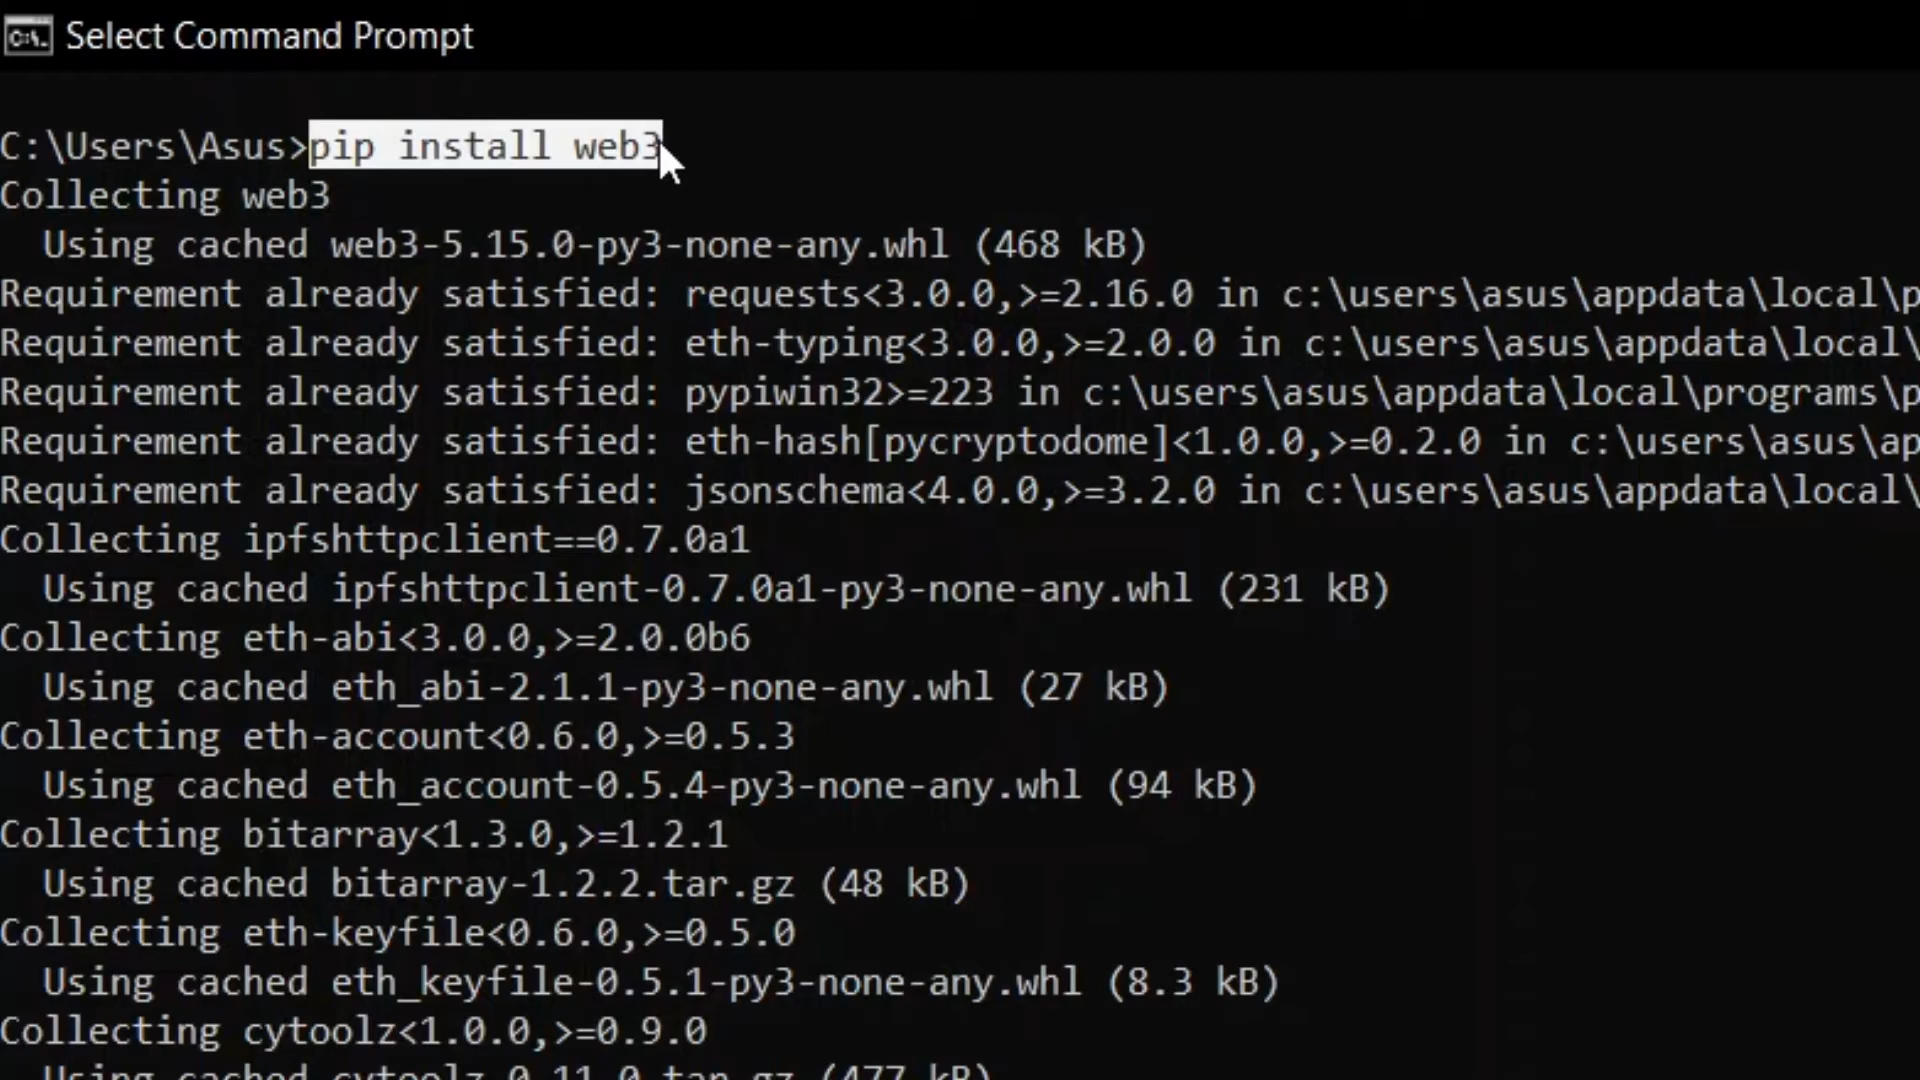 Select Command Prompt
C:\Users\Asus>pip install web3
Collecting web3
  Using cached web3-5.15.0-py3-none-any.whl (468 kB)
Requirement already satisfied: requests<3.0.0,>=2.16.0 in c:\users\asus\appdata\local\p
Requirement already satisfied: eth-typing<3.0.0,>=2.0.0 in c:\users\asus\appdata\local\
Requirement already satisfied: pypiwin32>=223 in c:\users\asus\appdata\local\programs\p
Requirement already satisfied: eth-hash[pycryptodome]<1.0.0,>=0.2.0 in c:\users\asus\ap
Requirement already satisfied: jsonschema<4.0.0,>=3.2.0 in c:\users\asus\appdata\local\
Collecting ipfshttpclient==0.7.0a1
  Using cached ipfshttpclient-0.7.0a1-py3-none-any.whl (231 kB)
Collecting eth-abi<3.0.0,>=2.0.0b6
  Using cached eth_abi-2.1.1-py3-none-any.whl (27 kB)
Collecting eth-account<0.6.0,>=0.5.3
  Using cached eth_account-0.5.4-py3-none-any.whl (94 kB)
Collecting bitarray<1.3.0,>=1.2.1
  Using cached bitarray-1.2.2.tar.gz (48 kB)
Collecting eth-keyfile<0.6.0,>=0.5.0
  Using cached eth_keyfile-0.5.1-py3-none-any.whl (8.3 kB)
Collecting cytoolz<1.0.0,>=0.9.0
  Using cached cytoolz-0.11.0.tar.gz (477 kB)